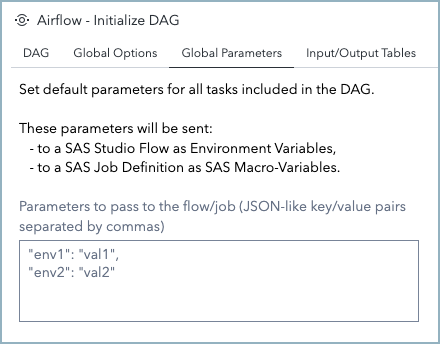 Airflow - Initialize DAG
DAG Global Options Global Parameters Input/Output Tables
Set default parameters for all tasks included in the DAG.
These parameters will be sent:
- to a SAS Studio Flow as Environment Variables,
- to a SAS Job Definition as SAS Macro-Variables.
Parameters to pass to the flow/job (JSON-like key/value pairs
separated by commas)
"env1": "val1",
"env2": "val2"